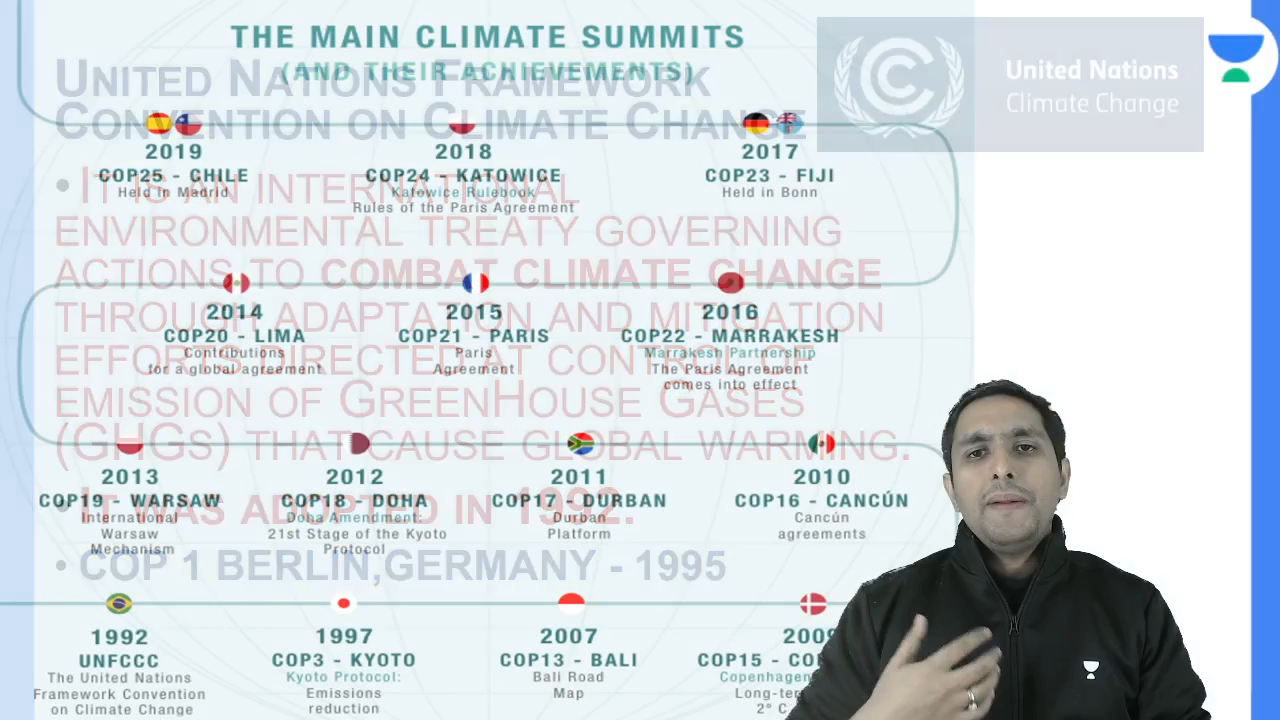 THE MAIN CLIMATE SUMMITS
(AND THEIR ACHIEVEMENTS)
UNITED NATIONS FRAMEWORK
CONVENTION ON CLIMATE CHANGE
United Nations
Climate Change
2019
COP25 - CHILE
Held in Madrid
2018
COP24 - KATOWICE
Katowice Rulebook
Rules of the Paris Agreement
2017
COP23 - FIJI
Held in Bonn
• IT IS AN INTERNATIONAL
ENVIRONMENTAL TREATY GOVERNING
ACTIONS TO COMBAT CLIMATE CHANGE
THROUGH ADAPTATION AND MITIGATION
EFFORTS DIRECTED AT CONTROL OF
EMISSION OF GREENHOUSE GASES
(GHGS) THAT CAUSE GLOBAL WARMING.
2014
COP20 - LIMA
Contributions
for a global agreement
2015
COP21 - PARIS
Paris
Agreement
2016
COP22 - MARRAKESH
Marrakesh Partnership
The Paris Agreement
comes into effect
2013
COP19 - WARSAW
International
Warsaw
Mechanism
2012
COP18 - DOHA
Doha Amendment:
21st Stage of the Kyoto
Protocol
2011
COP17 - DURBAN
Durban
Platform
2010
COP16 - CANCÚN
Cancún
agreements
• IT WAS ADOPTED IN 1992.
• COP 1 BERLIN,GERMANY - 1995
1992
UNFCCC
The United Nations
Framework Convention
on Climate Change
1997
COP3 - KYOTO
Kyoto Protocol:
Emissions
reduction
2007
COP13 - BALI
Bali Road
Map
2009
COP15 -
2° C